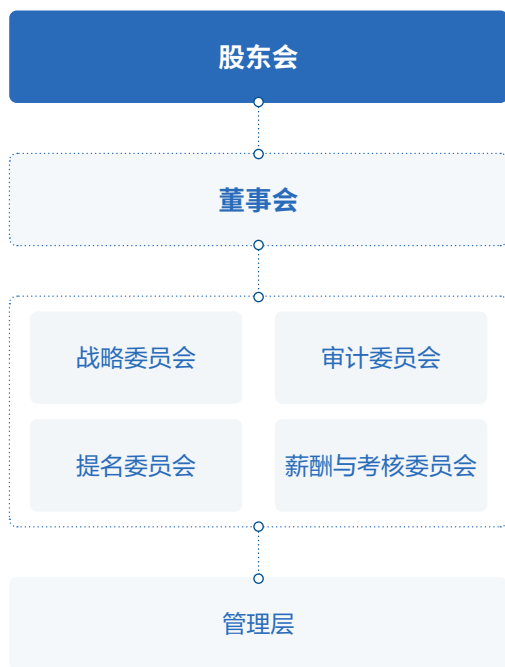 股东会
董事会
战略委员会
审计委员会
提名委员会
薪酬与考核委员会
管理层